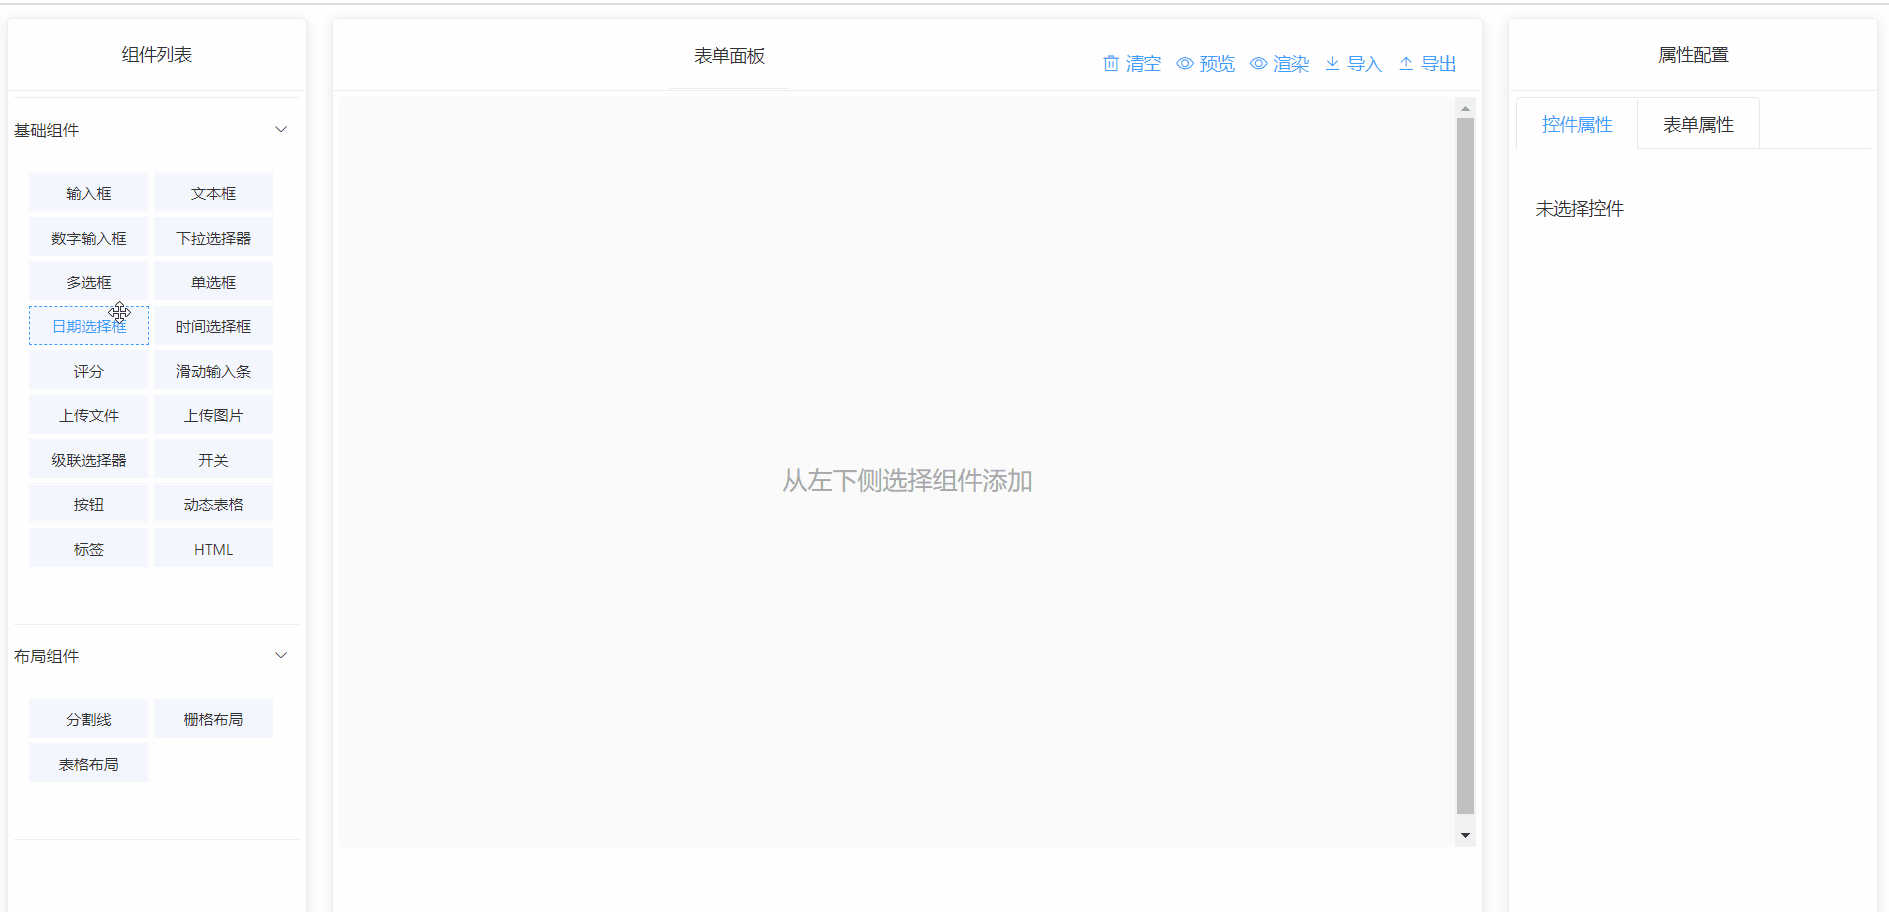 组件列表
基础组件
输入框 文本框
数字输入框 下拉选择器
多选框 单选框
日期选择框 时间选择框
评分 滑动输入条
上传文件 上传图片
级联选择器 开关
按钮 动态表格
标签 HTML
布局组件
分割线 栅格布局
表格布局
表单面板
清空 预览 渲染 导入 导出
从左下侧选择组件添加
属性配置
控件属性 表单属性
未选择控件